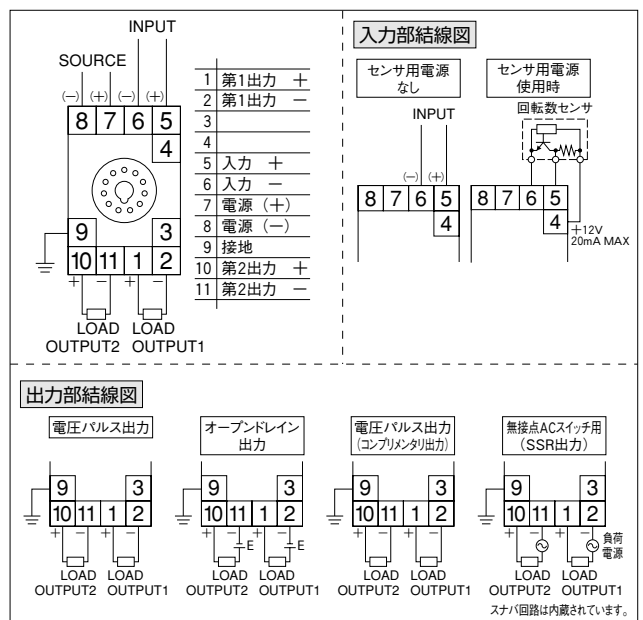 INPUT
SOURCE
(−) (+) (−) (+)
8 7 6 5
4
9 3
10 11 1 2
+ − + −
LOAD LOAD
OUTPUT2 OUTPUT1
1 第1出力 +
2 第1出力 −
3
4
5 入力 +
6 入力 −
7 電源 (+)
8 電源 (−)
9 接地
10 第2出力 +
11 第2出力 −
入力部結線図
センサ用電源
なし
INPUT
(−) (+)
8 7 6 5
4
センサ用電源
使用時
回転数センサ
8 7 6 5
4
+12V
20mA MAX
出力部結線図
電圧パルス出力
9 3
10 11 1 2
+ − + −
LOAD LOAD
OUTPUT2 OUTPUT1
オープンドレイン
出力
9 3
10 11 1 2
+ − + −
E E
LOAD LOAD
OUTPUT2 OUTPUT1
電圧パルス出力
(コンプリメンタリ出力)
9 3
10 11 1 2
+ − + −
LOAD LOAD
OUTPUT2 OUTPUT1
無接点ACスイッチ用
(SSR出力)
9 3
10 11 1 2
+ − + −
負荷
電源
LOAD LOAD
OUTPUT2 OUTPUT1
スナバ回路は内蔵されています。